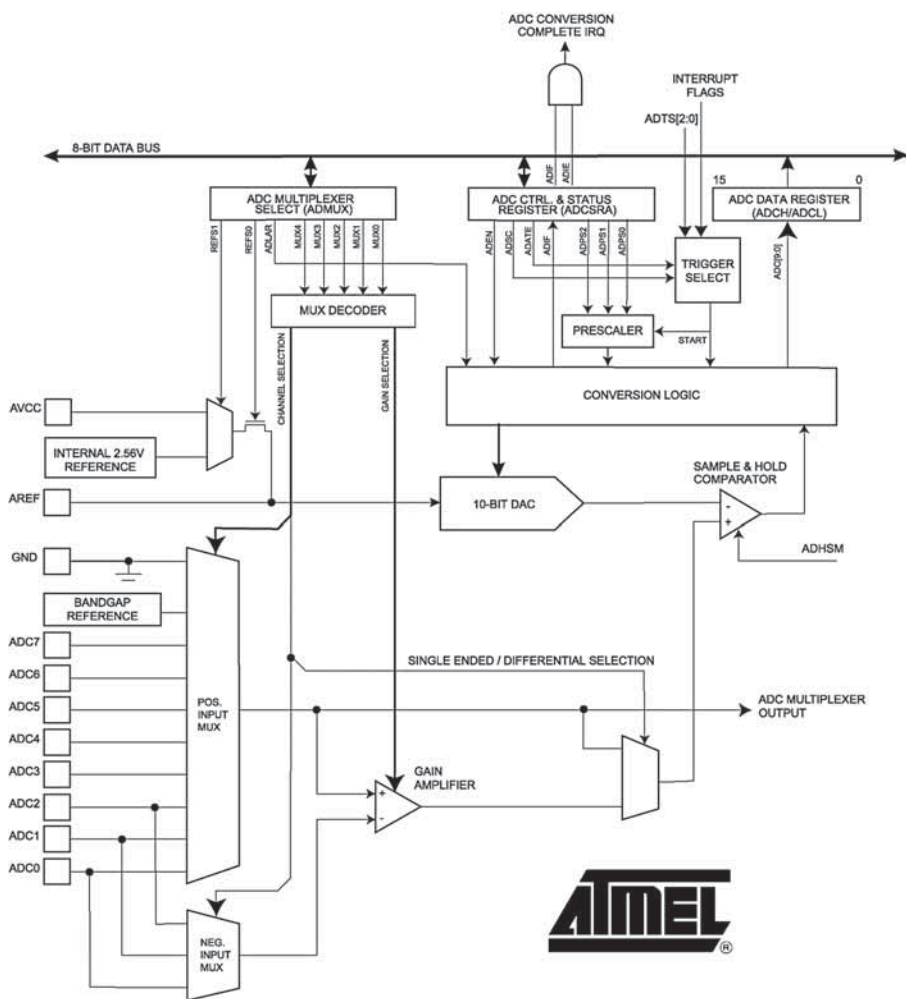 ADC CONVERSION
COMPLETE IRQ
INTERRUPT
FLAGS
ADTS[2:0]
8-BIT DATA BUS
ADIF
ADIE
15
0
ADC MULTIPLEXER
SELECT (ADMUX)
ADC CTRL. & STATUS
REGISTER (ADCSRA)
ADC DATA REGISTER
(ADCH/ADCL)
REFS1
REFS0
ADLAR
MUX4
MUX3
MUX2
MUX1
MUX0
ADEN
ADSC
ADATE
ADIF
ADPS2
ADPS1
ADPS0
TRIGGER
SELECT
ADC[9:0]
MUX DECODER
PRESCALER
START
CHANNEL SELECTION
GAIN SELECTION
CONVERSION LOGIC
AVCC
INTERNAL 2.56V
REFERENCE
SAMPLE & HOLD
COMPARATOR
AREF
10-BIT DAC
-
+
GND
ADHSM
BANDGAP
REFERENCE
ADC7
SINGLE ENDED / DIFFERENTIAL SELECTION
ADC6
ADC5
POS.
INPUT
MUX
ADC MULTIPLEXER
OUTPUT
ADC4
ADC3
GAIN
AMPLIFIER
+
-
ADC2
ADC1
ADC0
NEG.
INPUT
MUX
ATMEL
®